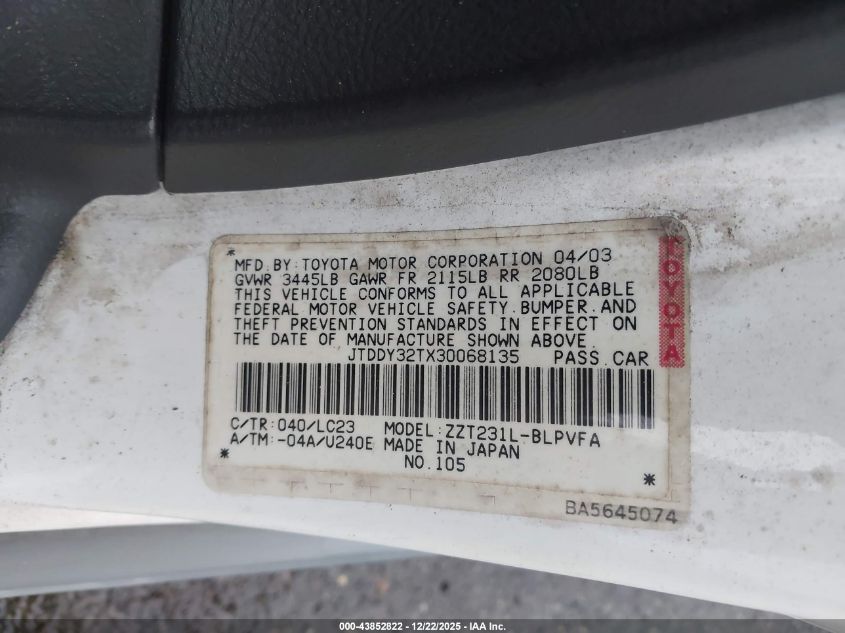 MFD. BY: TOYOTA MOTOR CORPORATION 04/03
GVWR 3445LB GAWR FR 2115LB RR 2080LB
THIS VEHICLE CONFORMS TO ALL APPLICABLE
FEDERAL MOTOR VEHICLE SAFETY, BUMPER, AND
THEFT PREVENTION STANDARDS IN EFFECT ON
THE DATE OF MANUFACTURE SHOWN ABOVE.
JTDDY32TX30068135 PASS. CAR
C/TR: 040/LC23 MODEL: ZZT231L-BLPVFA
A/TM: -04A/U240E MADE IN JAPAN
NO. 105
TOYOTA
BA5645074
000-43852822 - 12/22/2025 - IAA Inc.